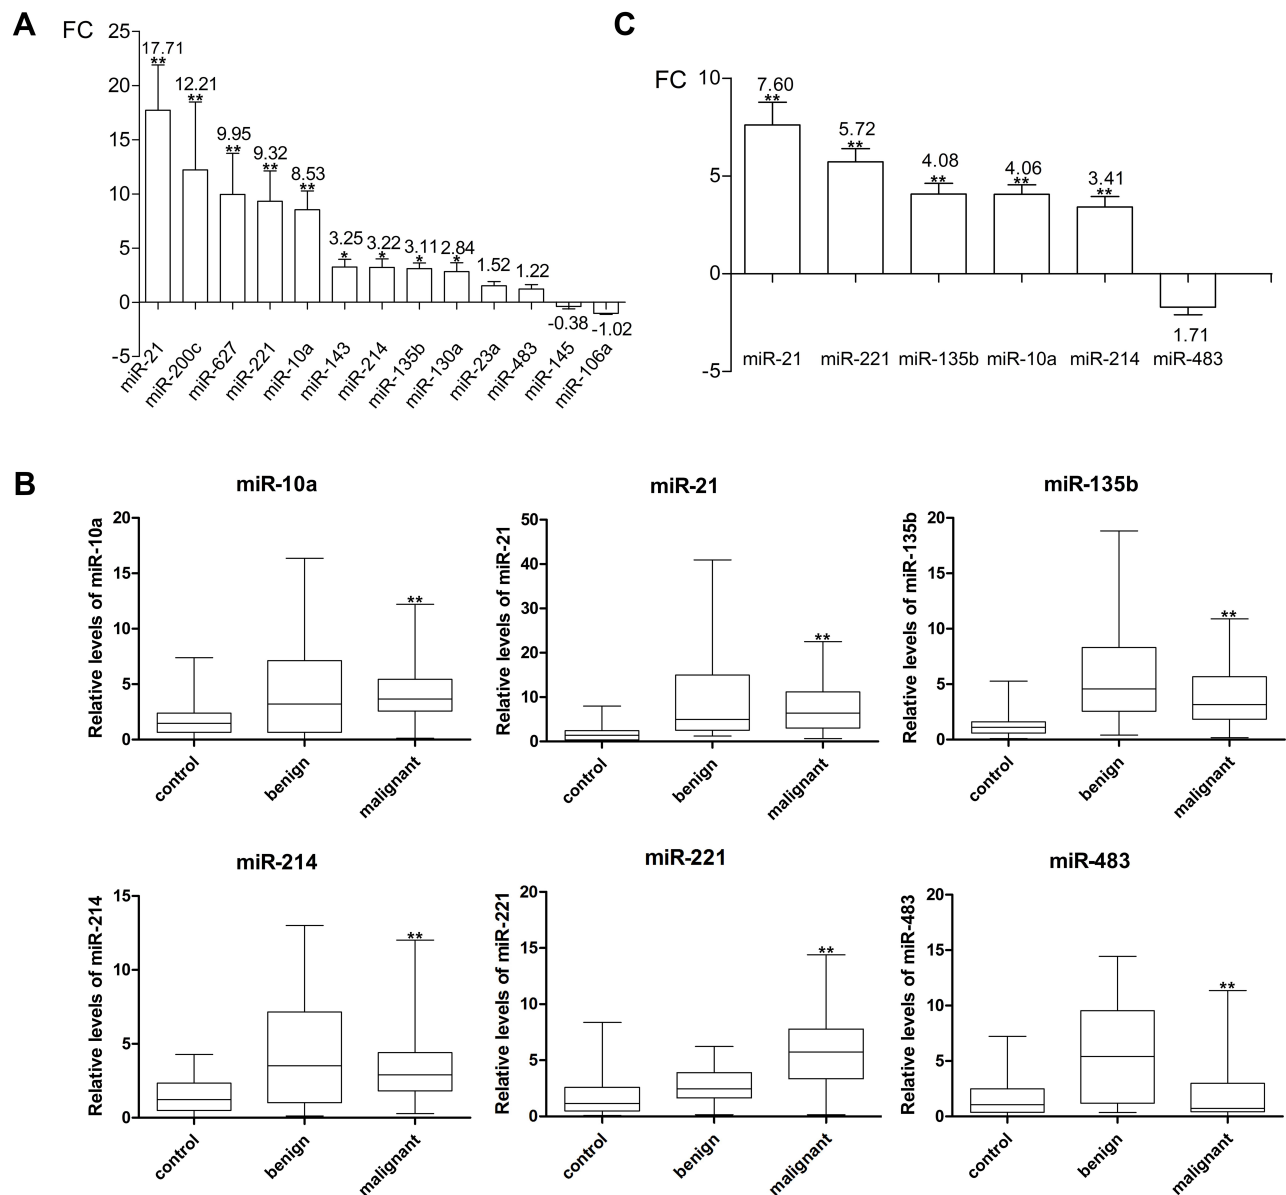 A
FC
25
20
15
10
5
0
-5
17.71
**
12.21
**
9.95
**
9.32
**
8.53
**
3.25
*
3.22
*
3.11
*
2.84
*
1.52
1.22
-0.38
-1.02
miR-21
miR-200c
miR-627
miR-221
miR-10a
miR-143
miR-214
miR-135b
miR-130a
miR-23a
miR-483
miR-145
miR-106a
C
FC
10
5
0
-5
7.60
**
5.72
**
4.08
**
4.06
**
3.41
**
1.71
miR-21
miR-221
miR-135b
miR-10a
miR-214
miR-483
B
miR-10a
Relative levels of miR-10a
20
15
10
5
0
**
control
benign
malignant
miR-21
Relative levels of miR-21
50
40
30
20
10
0
**
control
benign
malignant
miR-135b
Relative levels of miR-135b
20
15
10
5
0
**
control
benign
malignant
miR-214
Relative levels of miR-214
15
10
5
0
**
control
benign
malignant
miR-221
Relative levels of miR-221
20
15
10
5
0
**
control
benign
malignant
miR-483
Relative levels of miR-483
20
15
10
5
0
**
control
benign
malignant